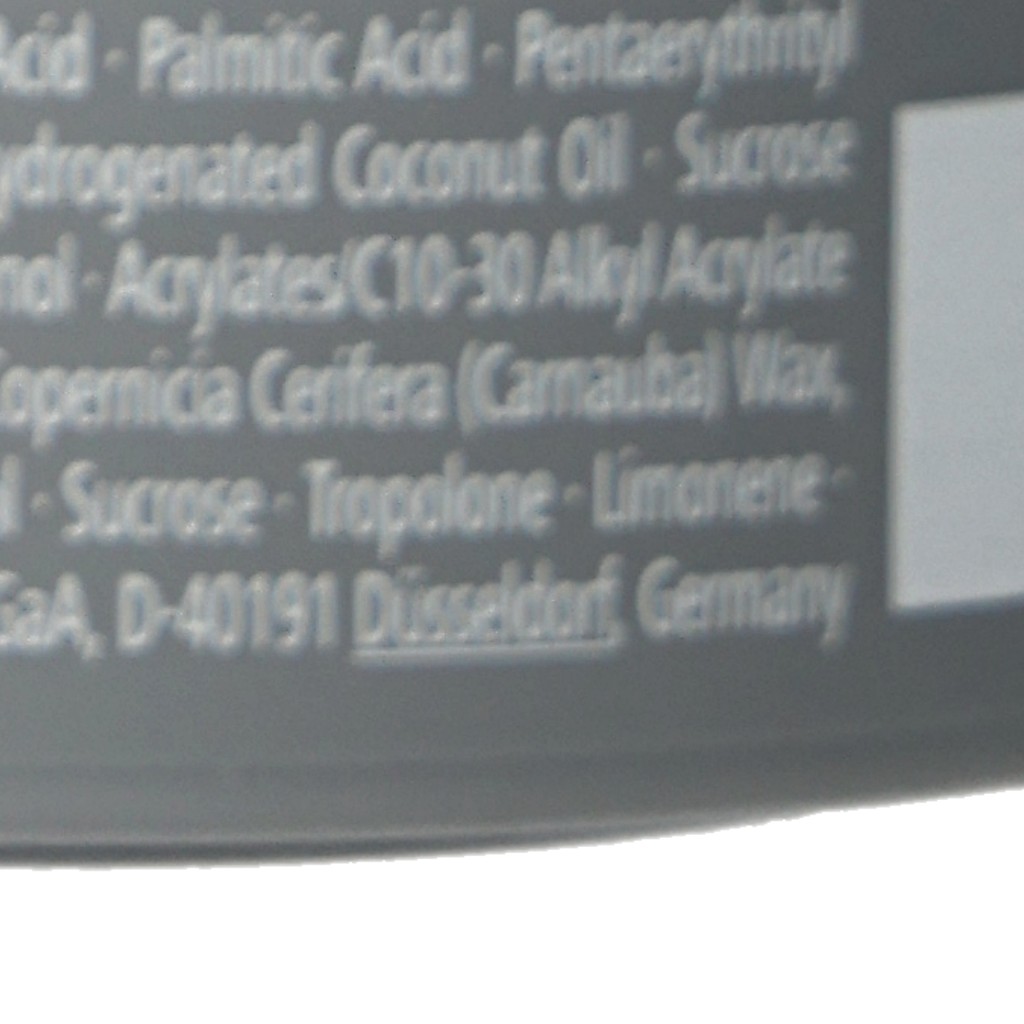 Acid · Palmitic Acid · Pentaerythrityl
ydrogenated Coconut Oil · Sucrose
nol · Acrylates/C10-30 Alkyl Acrylate
Copernicia Cerifera (Carnauba) Wax,
l · Sucrose · Tropolone · Limonene ·
GaA, D-40191 Düsseldorf, Germany